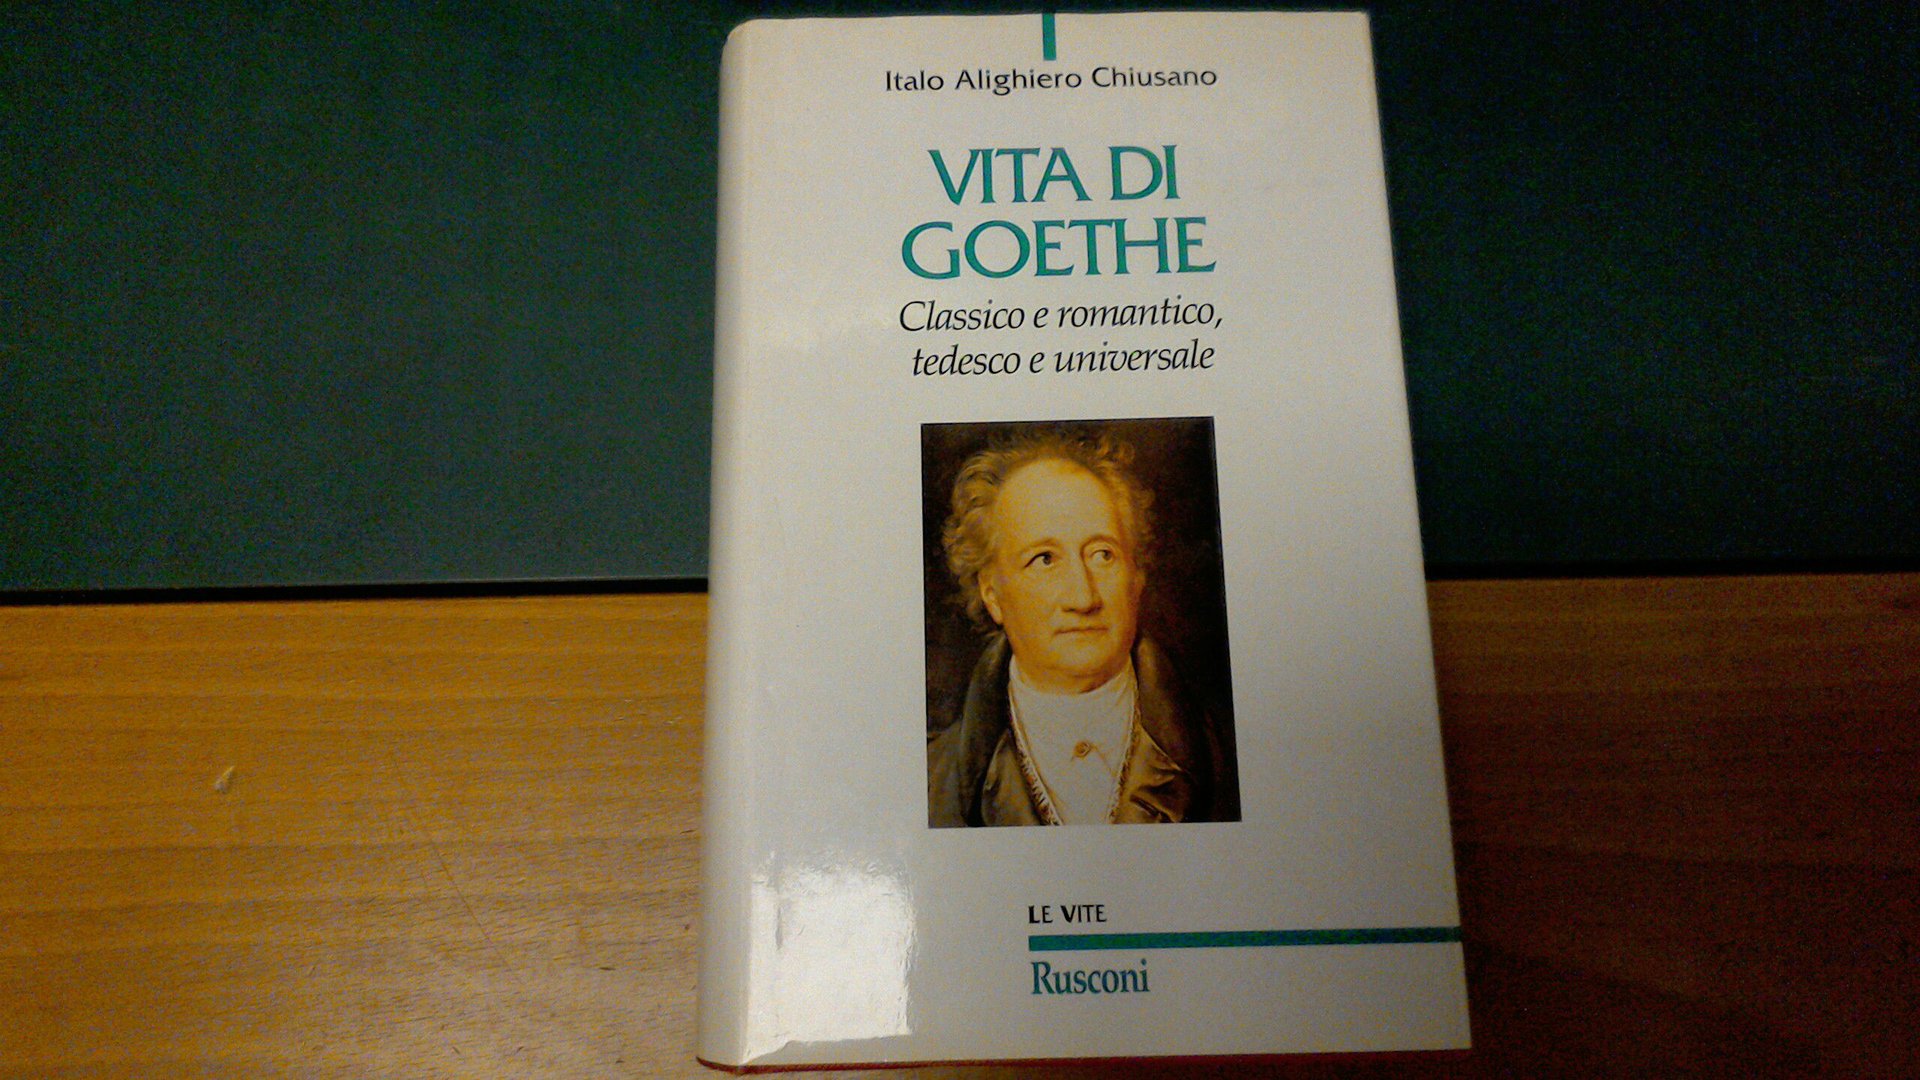 Italo Alighiero Chiusano
VITA DI
GOETHE
Classico e romantico,
tedesco e universale
LE VITE
Rusconi